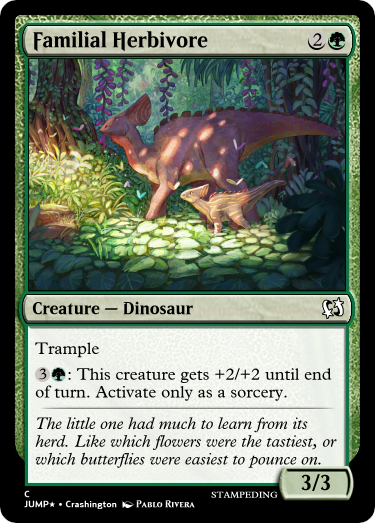 Familial Herbivore 2
Creature — Dinosaur
Trample
3: This creature gets +2/+2 until end
of turn. Activate only as a sorcery.
The little one had much to learn from its
herd. Like which flowers were the tastiest, or
which butterflies were easiest to pounce on.
3/3
C STAMPEDING
JUMP★ • Crashington Pablo Rivera